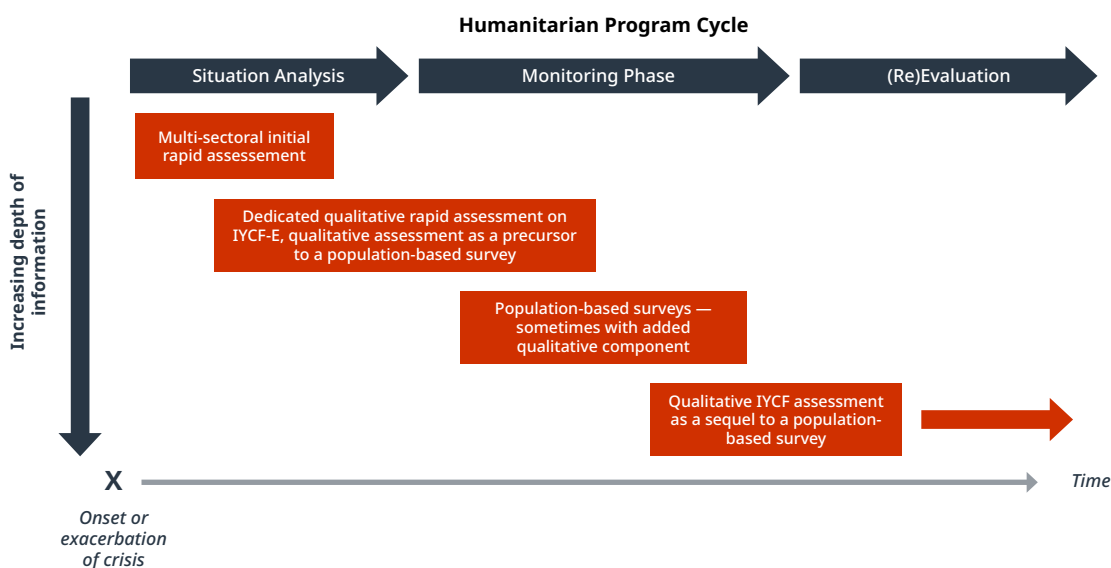 Humanitarian Program Cycle
Situation Analysis
Monitoring Phase
(Re)Evaluation
Increasing depth of
information
Multi-sectoral initial
rapid assessement
Dedicated qualitative rapid assessment on
IYCF-E, qualitative assessment as a precursor
to a population-based survey
Population-based surveys —
sometimes with added
qualitative component
Qualitative IYCF assessment
as a sequel to a population-
based survey
X
Time
Onset or
exacerbation
of crisis